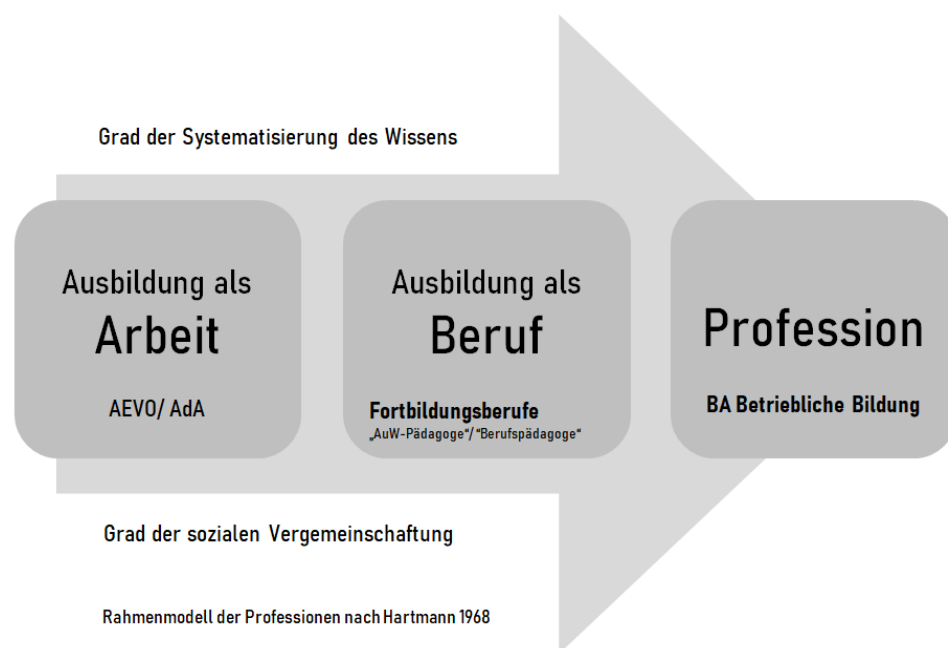 Grad der Systematisierung des Wissens
Ausbildung als
Arbeit
AEVO/ AdA
Ausbildung als
Beruf
Fortbildungsberufe
„AuW-Pädagoge“/“Berufspädagoge“
Profession
BA Betriebliche Bildung
Grad der sozialen Vergemeinschaftung
Rahmenmodell der Professionen nach Hartmann 1968